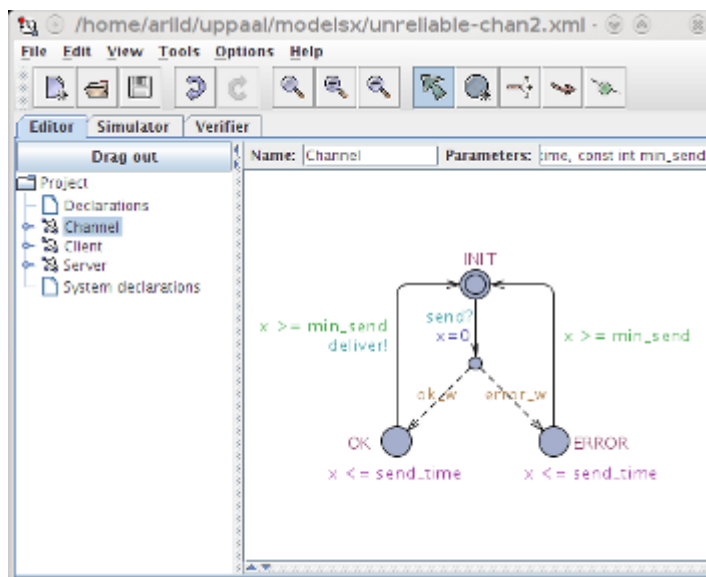 /home/arild/uppaal/modelsx/unreliable-chan2.xml -
File Edit View Tools Options Help
Editor Simulator Verifier
Drag out
Name: Channel Parameters: time, const int min_send
Project
Declarations
Channel
Client
Server
System declarations
INIT
send?
x >= min_send
x=0
x >= min_send
deliver!
ok_w error_w
OK ERROR
x <= send_time x <= send_time